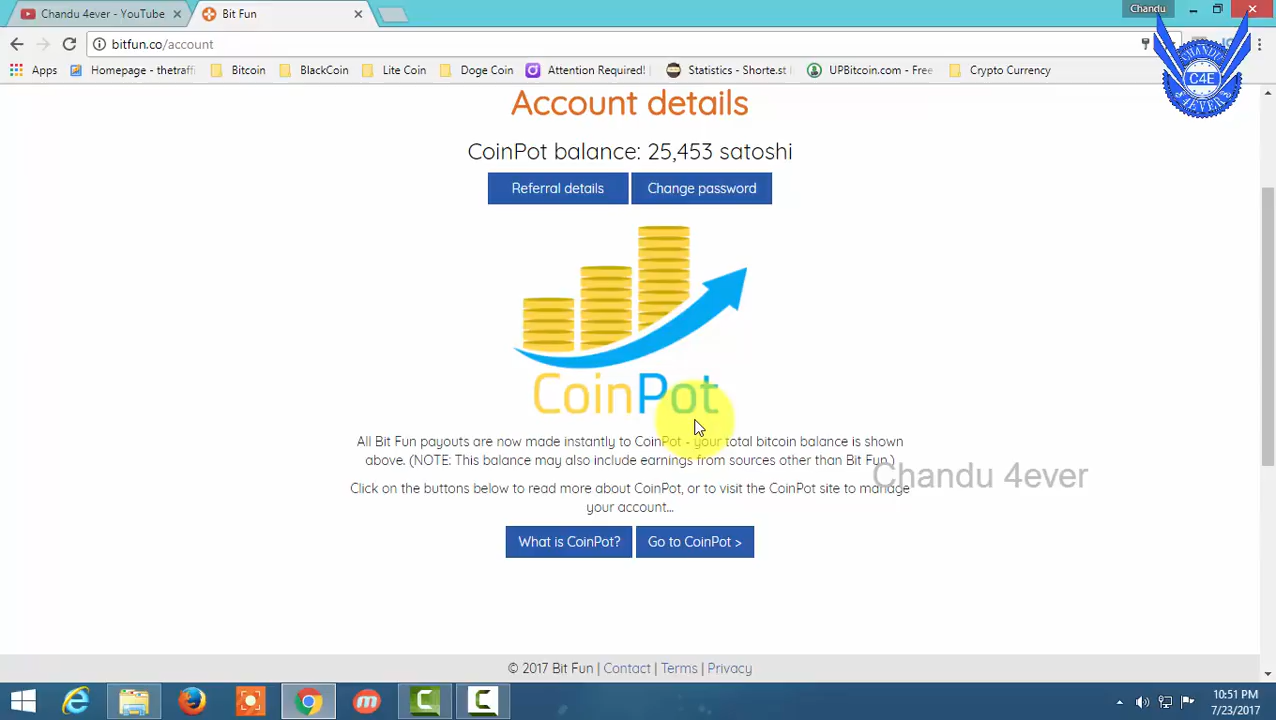 Chandu 4ever - YouTube
Bit Fun
Chandu
bitfun.co/account
Apps
Homepage - thetraffi
Bitcoin
BlackCoin
Lite Coin
Doge Coin
Attention Required!
Statistics - Shorte.st
UPBitcoin.com - Free
Crypto Currency
CHANDU
C4E
4EVER
Account details
CoinPot balance: 25,453 satoshi
Referral details
Change password
CoinPot
All Bit Fun payouts are now made instantly to CoinPot - your total bitcoin balance is shown
above. (NOTE: This balance may also include earnings from sources other than Bit Fun.)
Chandu 4ever
Click on the buttons below to read more about CoinPot, or to visit the CoinPot site to manage
your account...
What is CoinPot?
Go to CoinPot >
© 2017 Bit Fun | Contact | Terms | Privacy
10:51 PM
7/23/2017